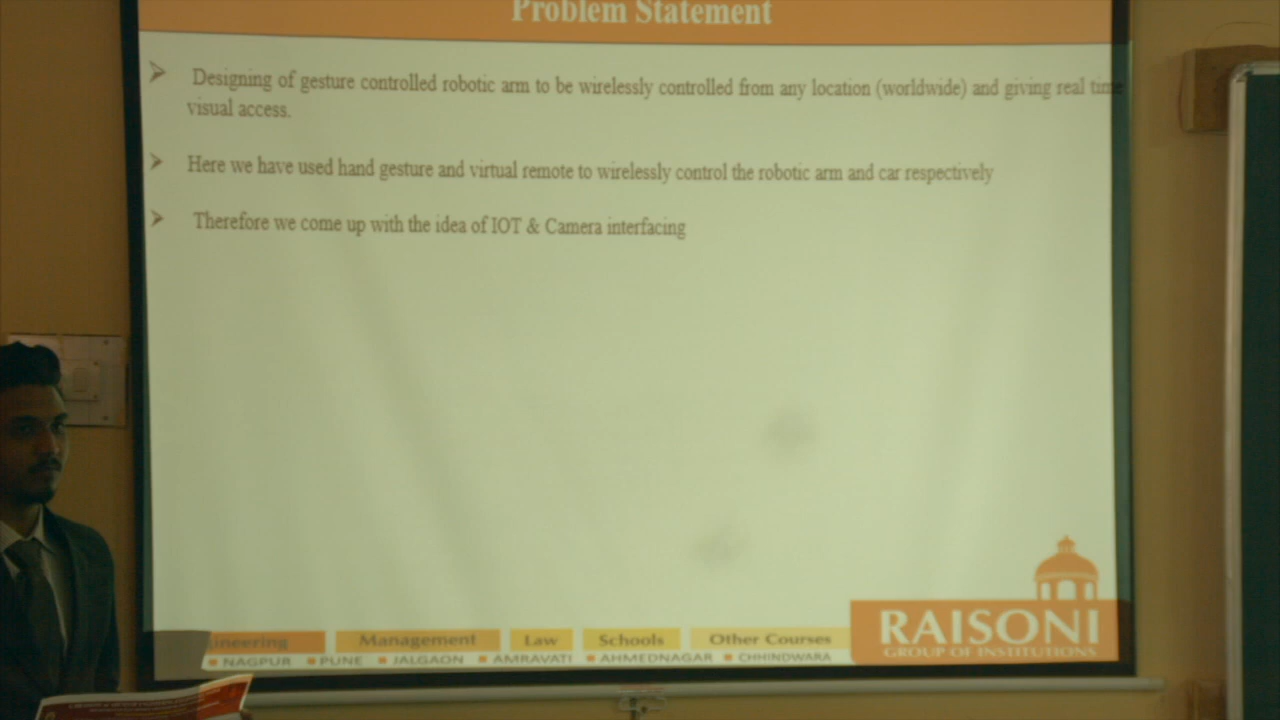 Problem Statement
Designing of gesture controlled robotic arm to be wirelessly controlled from any location (worldwide) and giving real time
visual access.
Here we have used hand gesture and virtual remote to wirelessly control the robotic arm and car respectively
Therefore we come up with the idea of IOT & Camera interfacing
ineering Management Law Schools Other Courses
NAGPUR PUNE JALGAON AMRAVATI AHMEDNAGAR CHHINDWARA
RAISONI
GROUP OF INSTITUTIONS